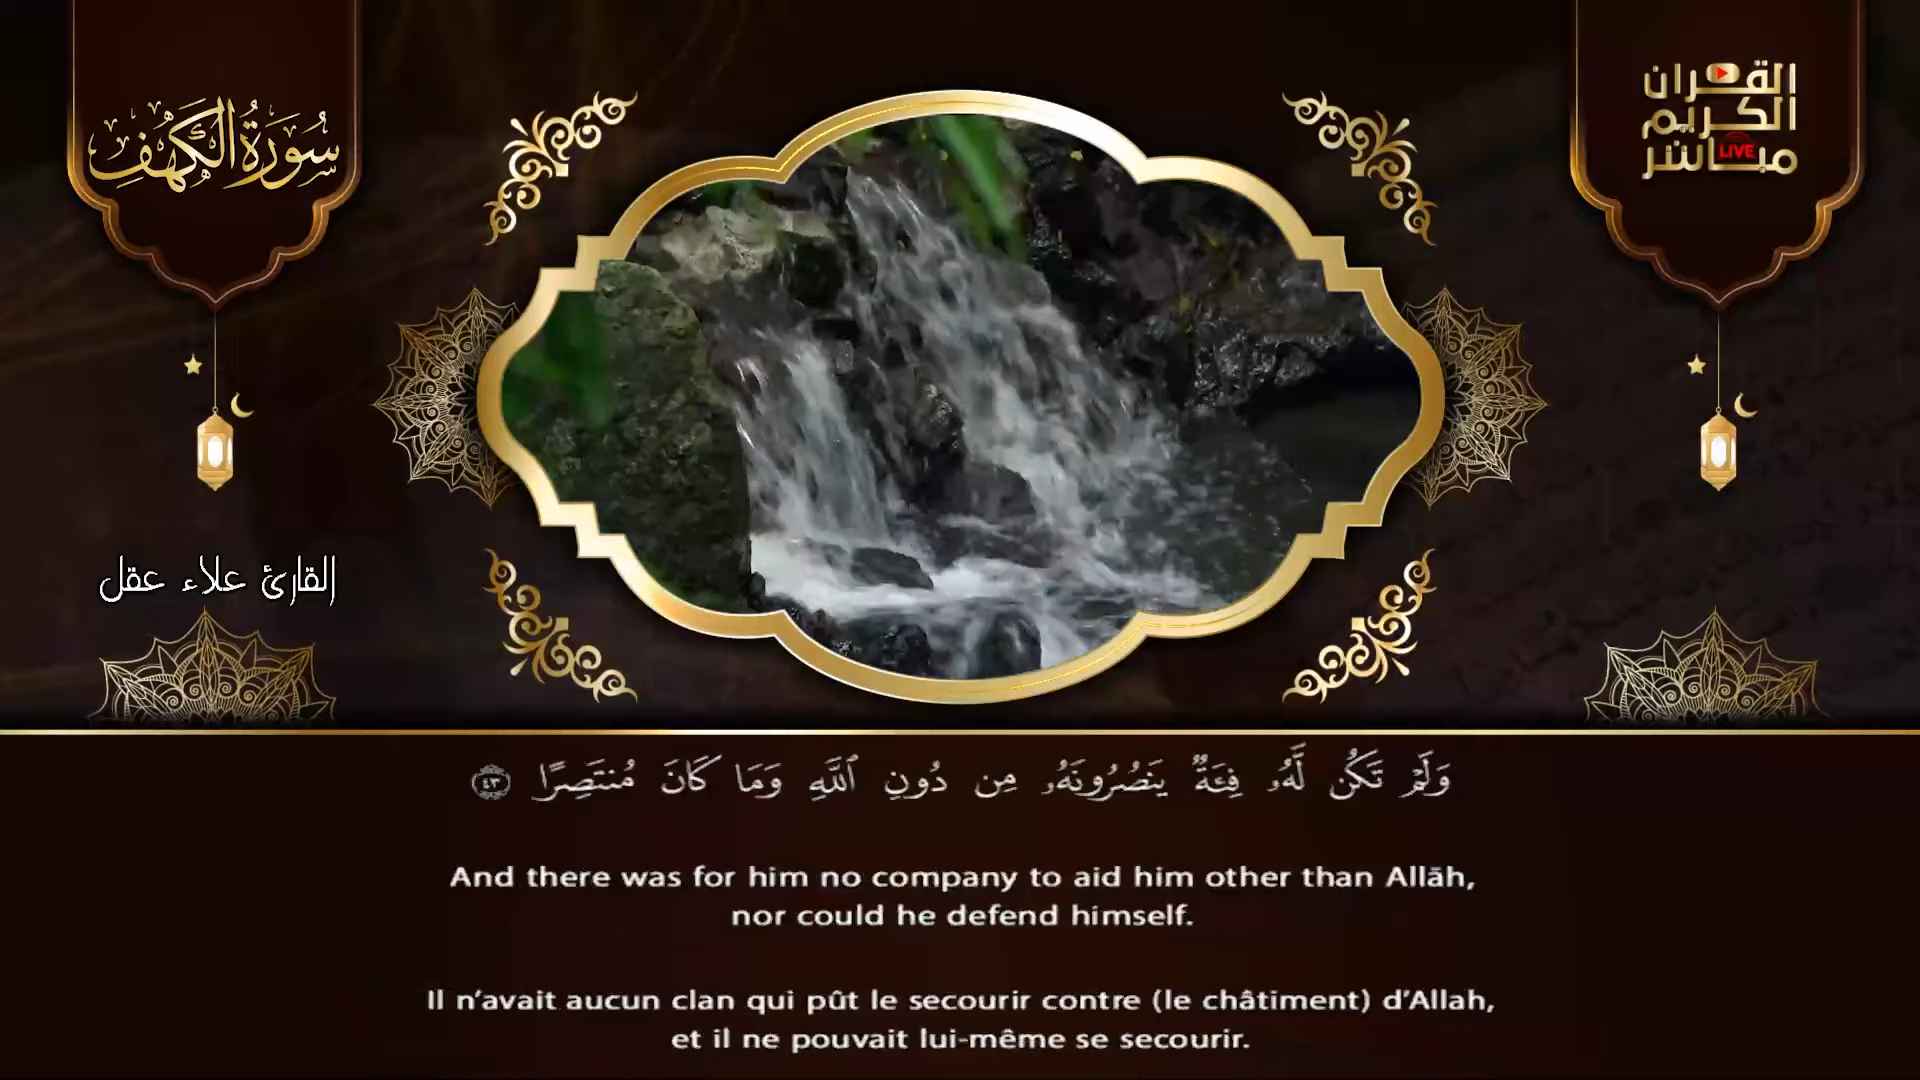 سُورَةُ الكَهْفِ
القرآن
الكريم
مباشر
LIVE
القارئ علاء عقل
وَلَمْ تَكُن لَّهُۥ فِئَةٌ يَنصُرُونَهُۥ مِن دُونِ ٱللَّهِ وَمَا كَانَ مُنتَصِرًا ٤٣
And there was for him no company to aid him other than Allāh,
nor could he defend himself.
Il n’avait aucun clan qui pût le secourir contre (le châtiment) d’Allah,
et il ne pouvait lui-même se secourir.